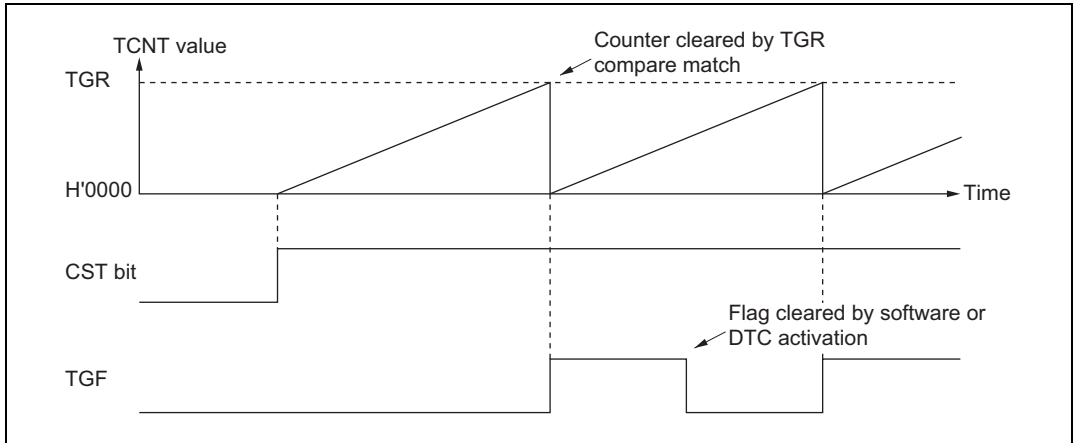 TCNT value
Counter cleared by TGR
compare match
TGR
H'0000
Time
CST bit
Flag cleared by software or
DTC activation
TGF